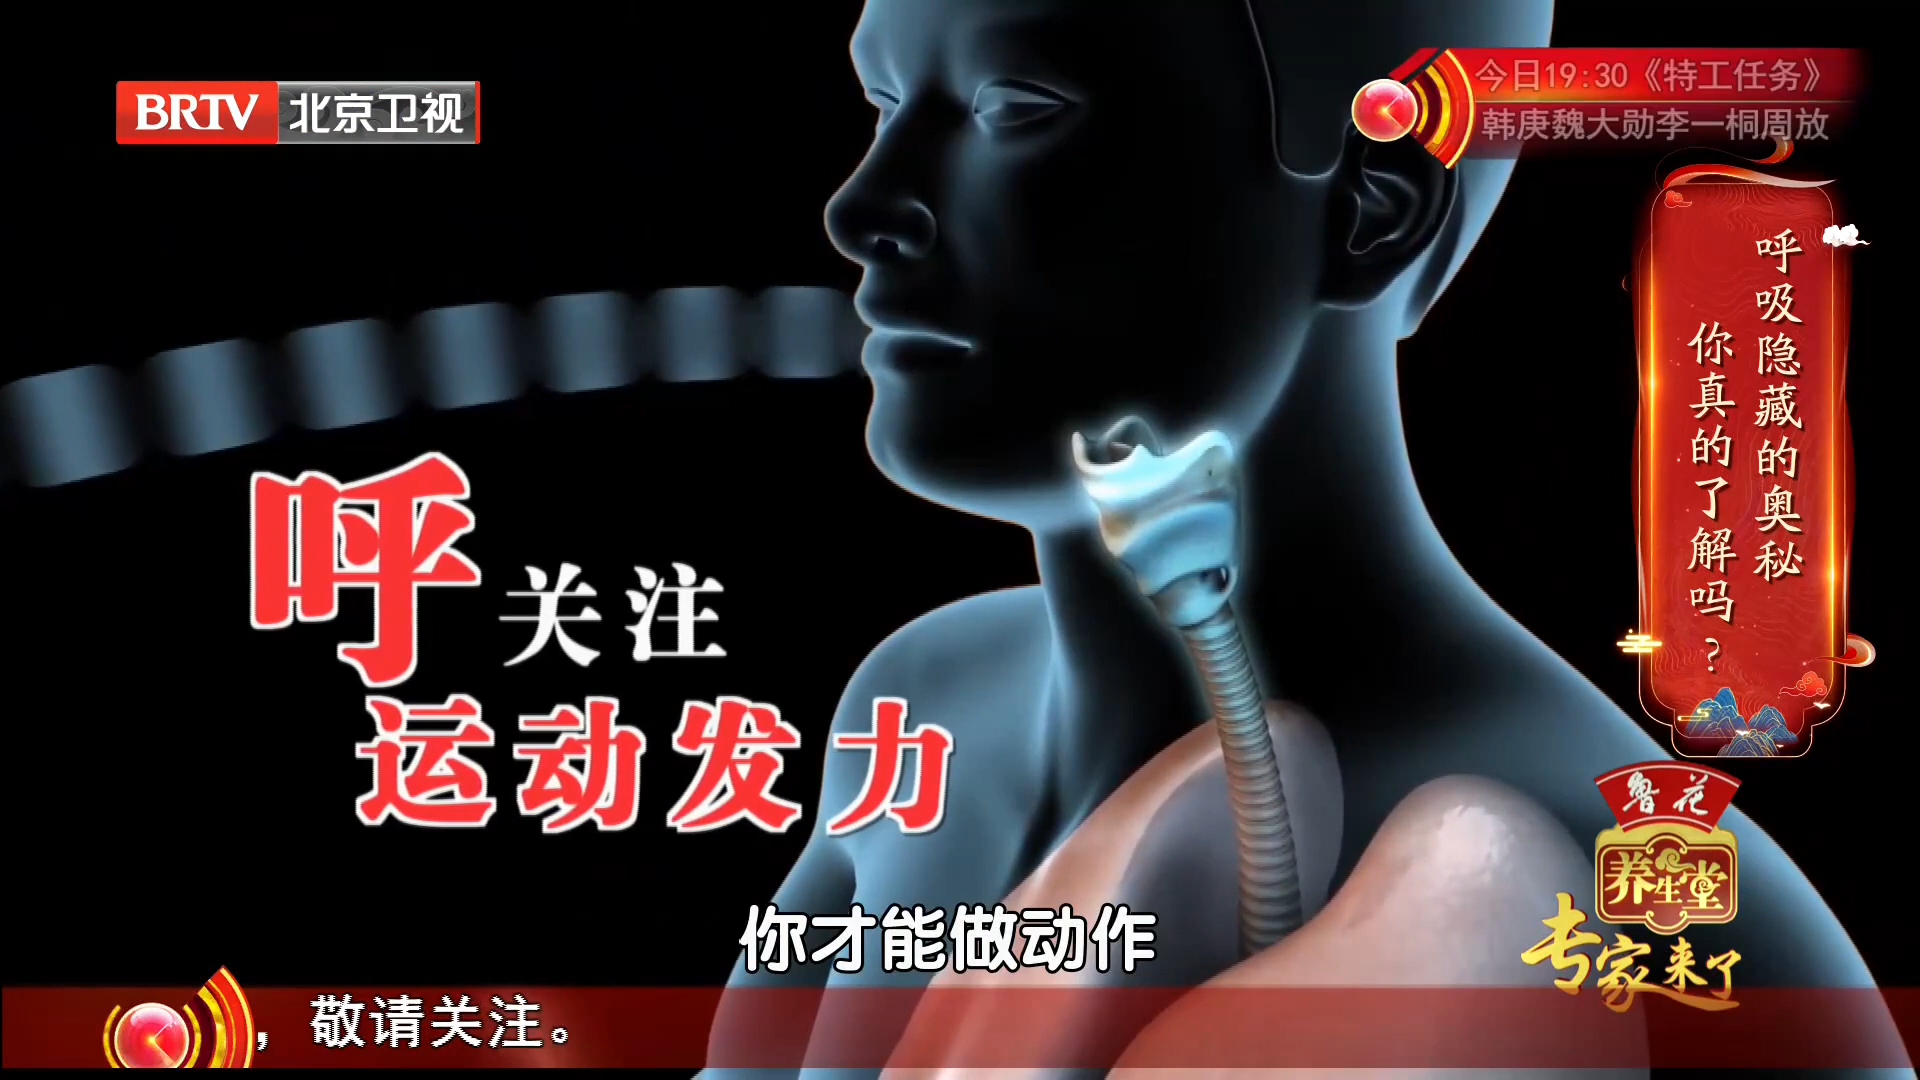 BRTV 北京卫视
今日19:30《特工任务》
韩庚魏大勋李一桐周放
呼吸隐藏的奥秘
你真的了解吗?
呼关注
运动发力
鲁花
养生堂
专家来了
你才能做动作
，敬请关注。